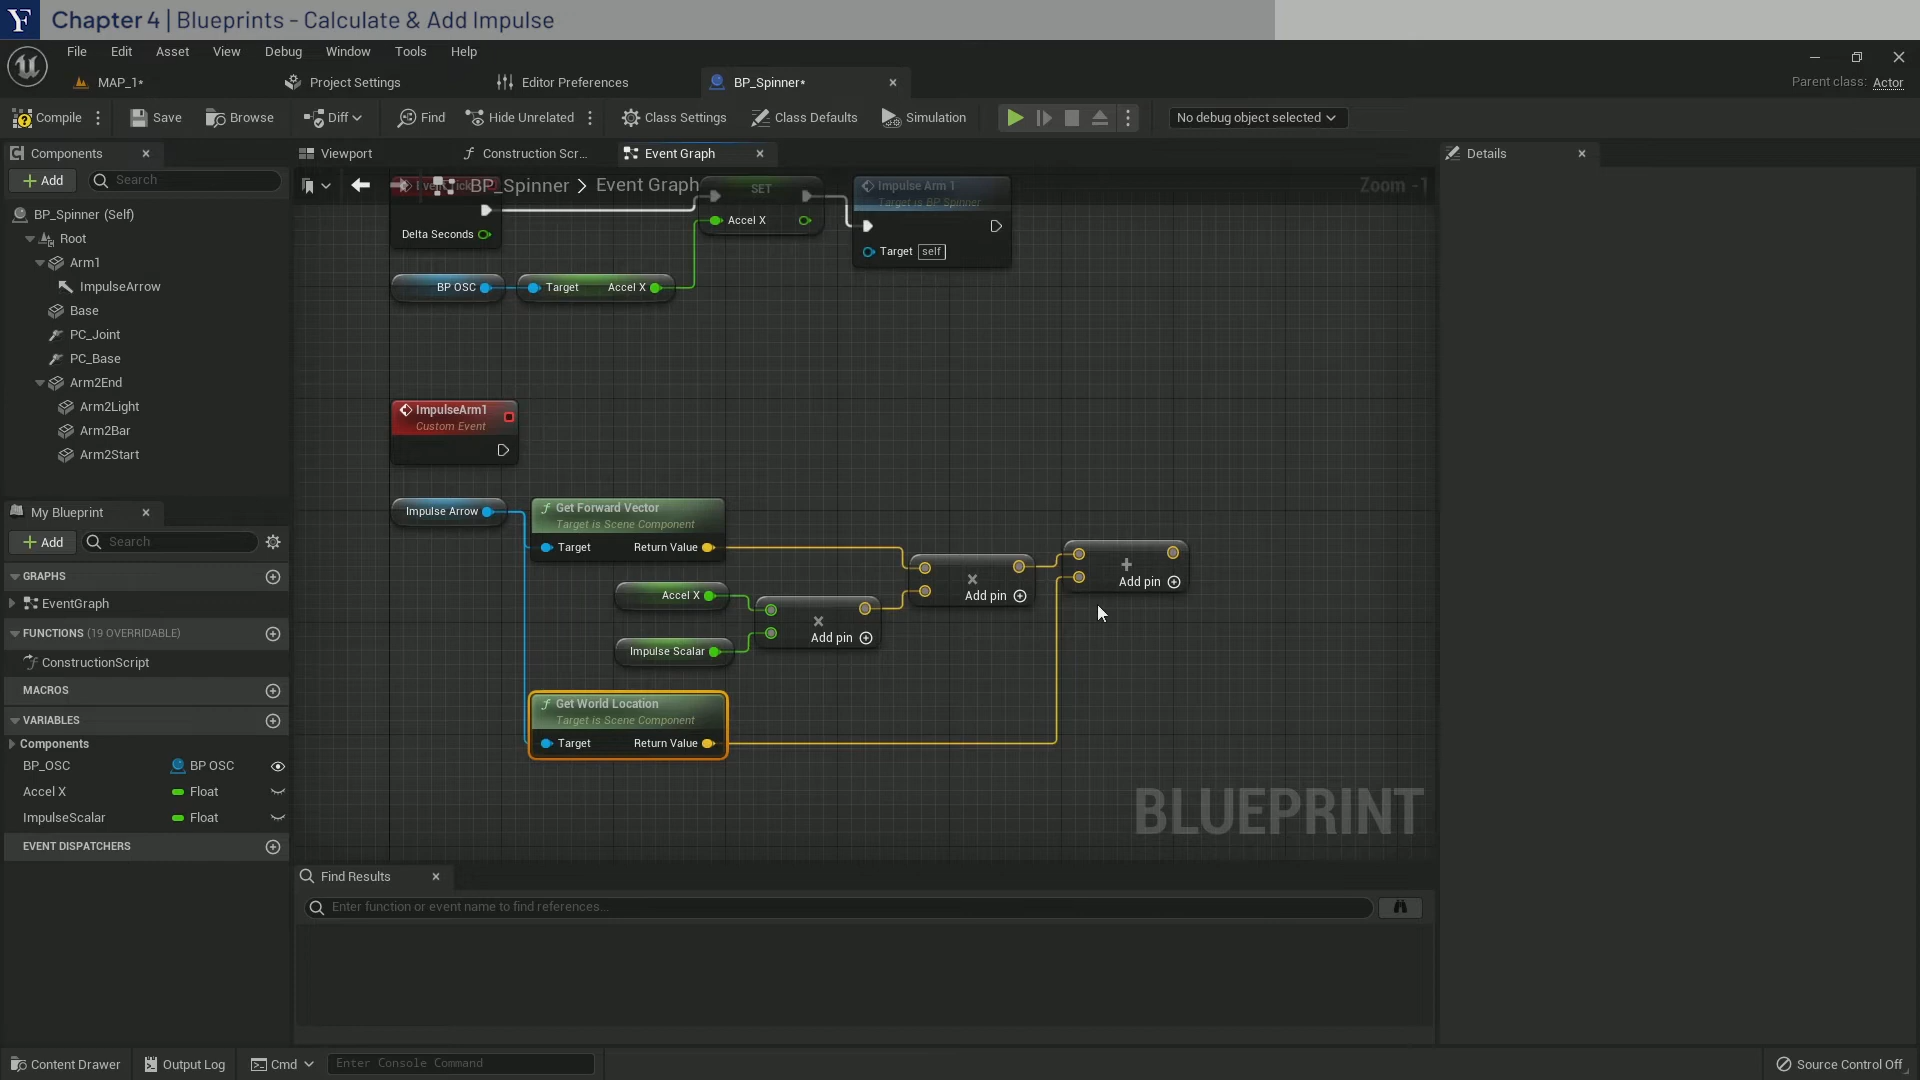 Y Chapter 4 | Blueprints - Calculate & Add Impulse
File Edit Asset View Debug Window Tools Help
MAP_1* Project Settings Editor Preferences BP_Spinner* Parent class: Actor
Compile Save Browse Diff Find Hide Unrelated Class Settings Class Defaults Simulation No debug object selected
Components
Add Search
BP_Spinner (Self)
Root
Arm1
ImpulseArrow
Base
PC_Joint
PC_Base
Arm2End
Arm2Light
Arm2Bar
Arm2Start
My Blueprint
Add Search
GRAPHS
EventGraph
FUNCTIONS (19 OVERRIDABLE)
ConstructionScript
MACROS
VARIABLES
Components
BP_OSC BP OSC
Accel X Float
ImpulseScalar Float
EVENT DISPATCHERS
Viewport Construction Scr... Event Graph
BP_Spinner > Event Graph Zoom -1
Event Tick
Delta Seconds
SET
Accel X
Impulse Arm 1
Target is BP Spinner
Target self
BP OSC Target Accel X
ImpulseArm1
Custom Event
Impulse Arrow
Get Forward Vector
Target is Scene Component
Target Return Value
Accel X
Impulse Scalar
Add pin
Add pin
Add pin
Get World Location
Target is Scene Component
Target Return Value
BLUEPRINT
Find Results
Enter function or event name to find references...
Details
Content Drawer Output Log Cmd Enter Console Command Source Control Off